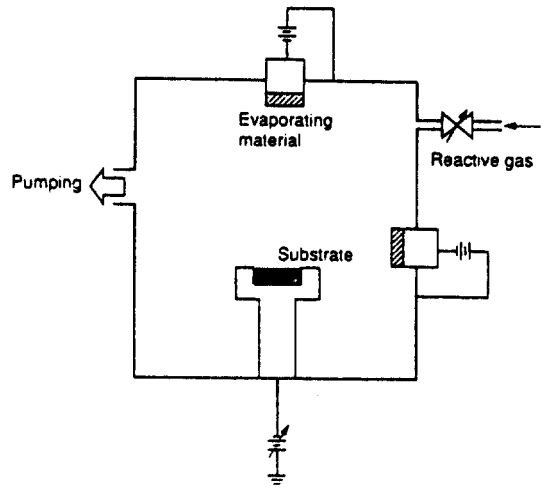 Evaporating
material
Reactive gas
Pumping
Substrate